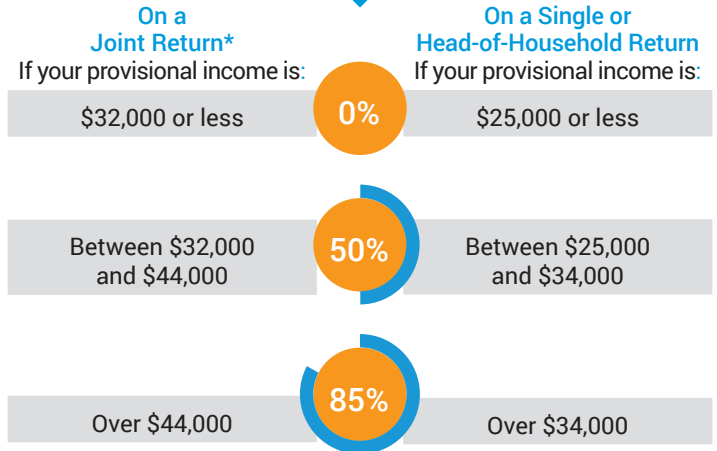 On a
Joint Return*
If your provisional income is:
On a Single or
Head-of-Household Return
If your provisional income is:
$32,000 or less
0%
$25,000 or less
Between $32,000
and $44,000
50%
Between $25,000
and $34,000
Over $44,000
85%
Over $34,000